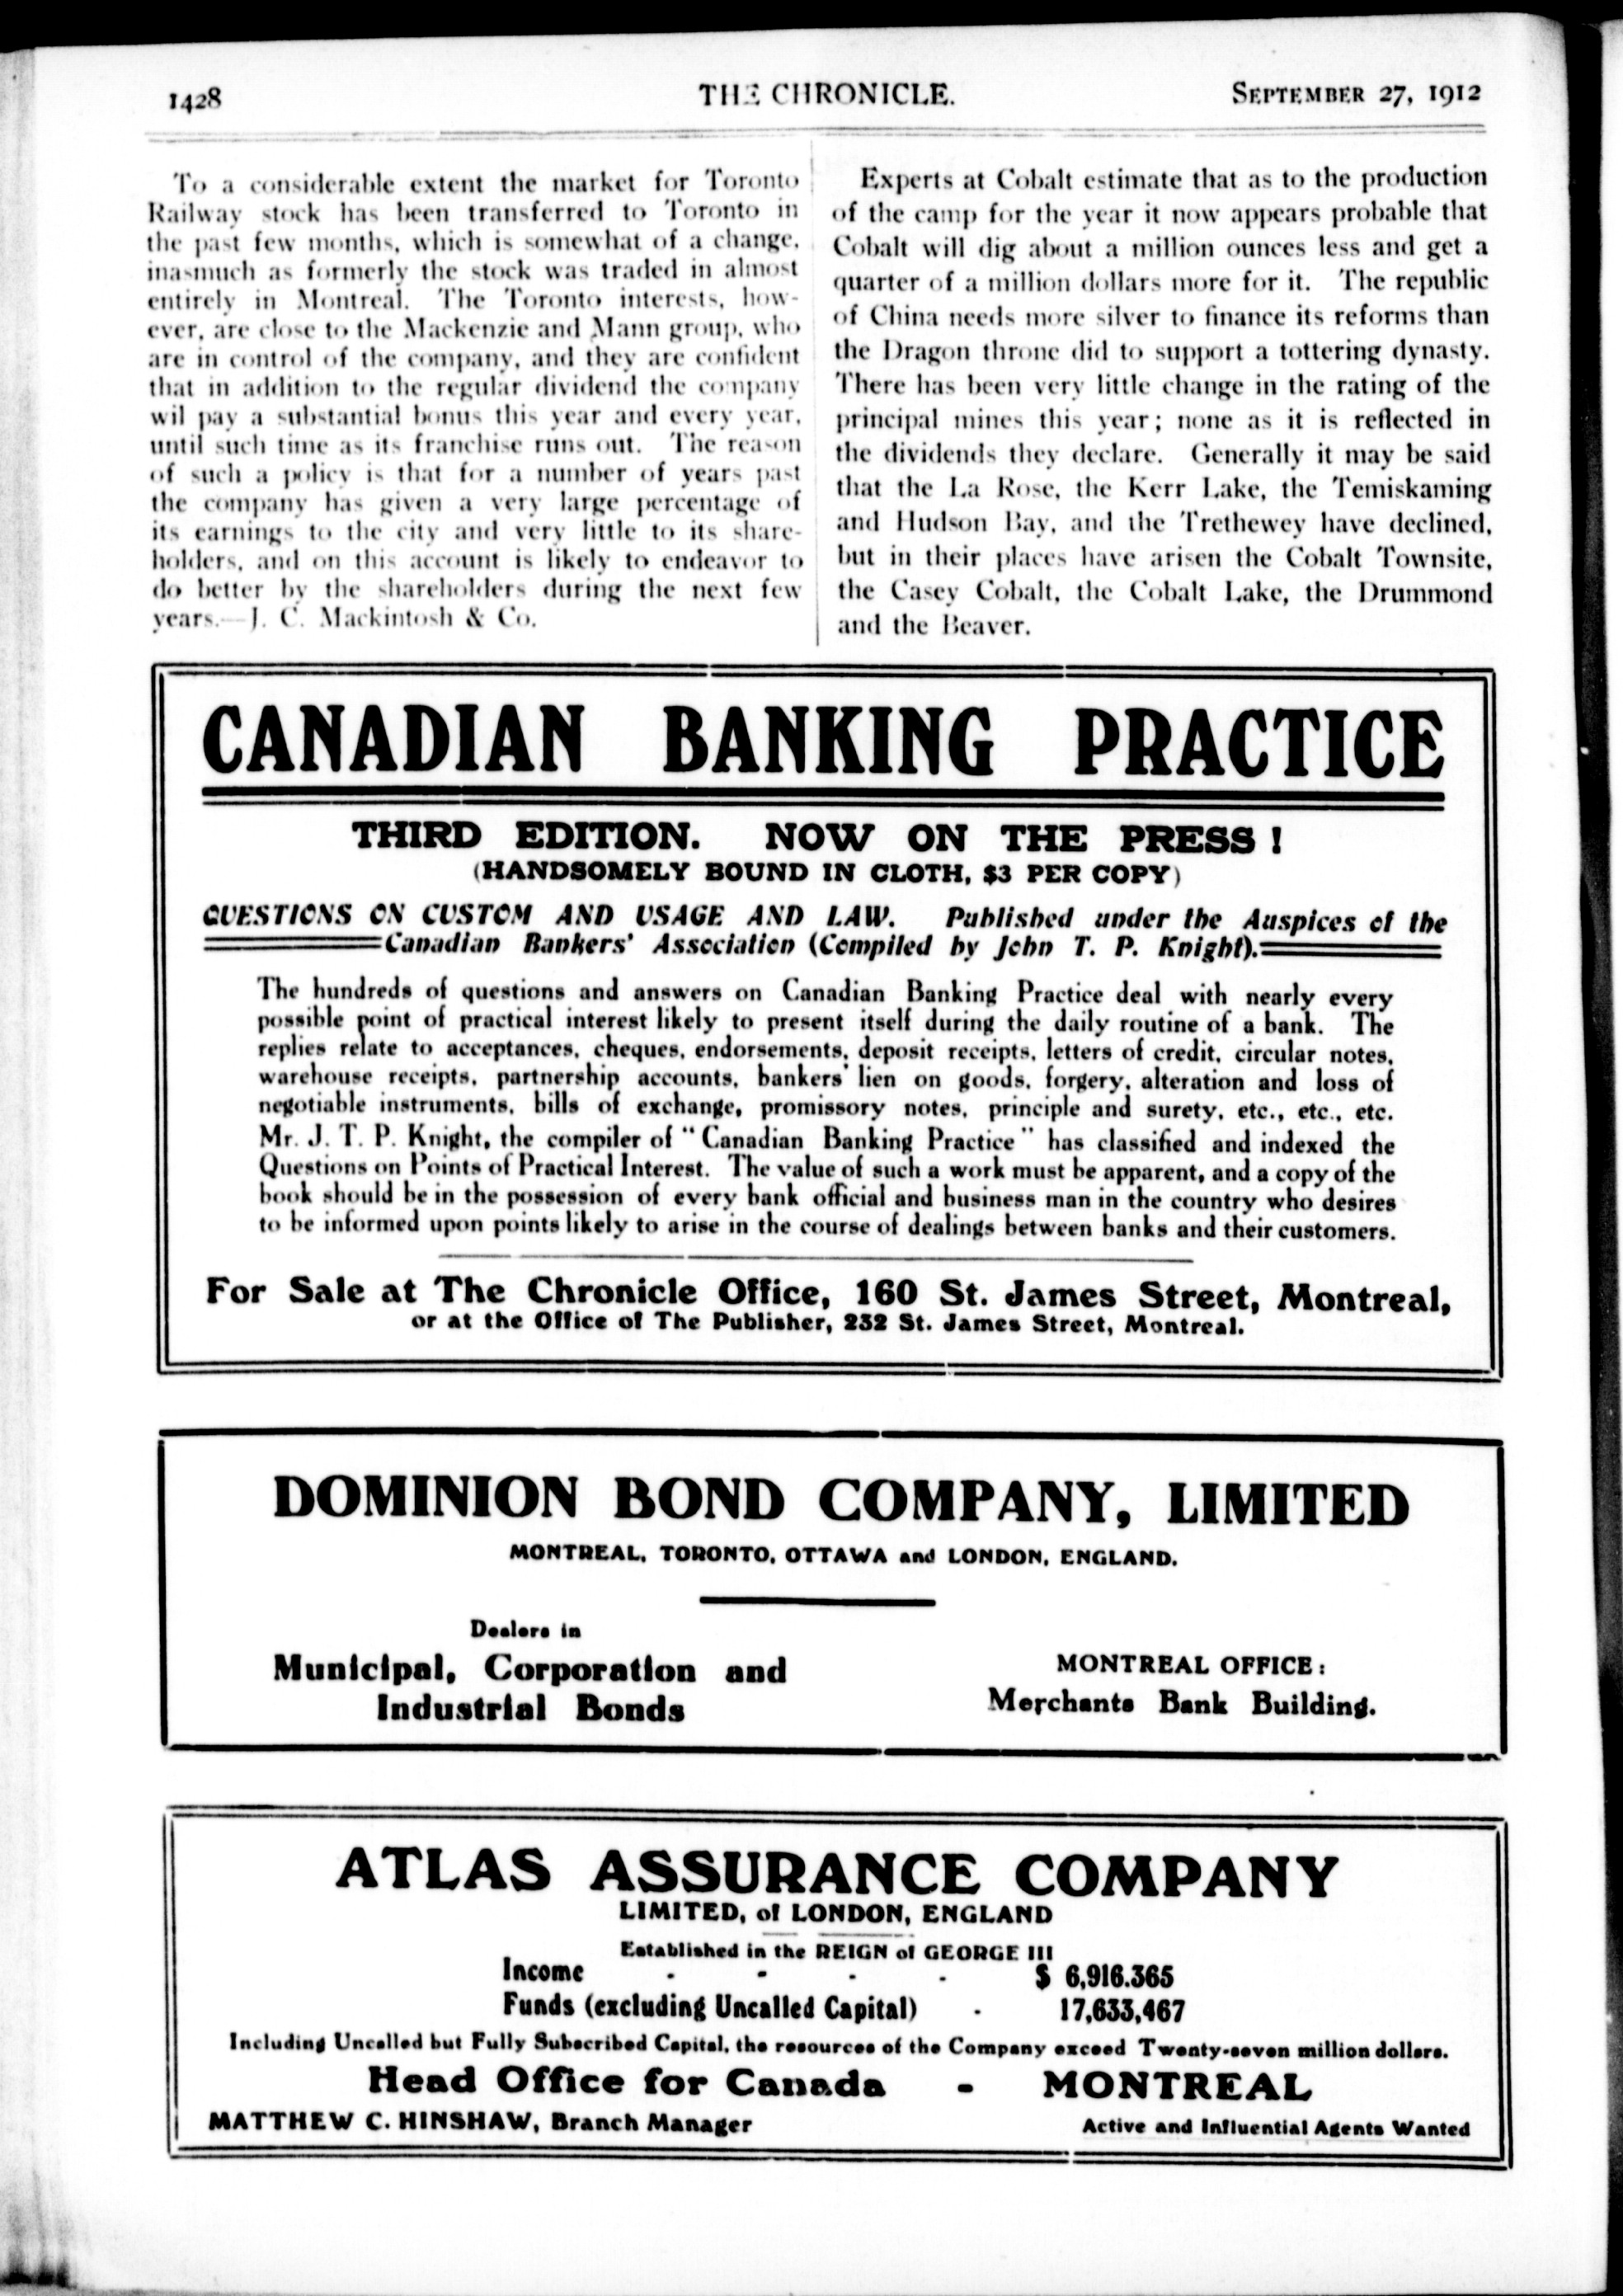 1428
THE CHRONICLE.
SEPTEMBER 27, 1912
To a considerable extent the market for Toronto
Railway stock has been transferred to Toronto in
the past few months, which is somewhat of a change,
inasmuch as formerly the stock was traded in almost
entirely in Montreal. The Toronto interests, how-
ever, are close to the Mackenzie and Mann group, who
are in control of the company, and they are confident
that in addition to the regular dividend the company
wil pay a substantial bonus this year and every year,
until such time as its franchise runs out. The reason
of such a policy is that for a number of years past
the company has given a very large percentage of
its earnings to the city and very little to its share-
holders, and on this account is likely to endeavor to
do better by the shareholders during the next few
years.—J. C. Mackintosh & Co.
Experts at Cobalt estimate that as to the production
of the camp for the year it now appears probable that
Cobalt will dig about a million ounces less and get a
quarter of a million dollars more for it. The republic
of China needs more silver to finance its reforms than
the Dragon throne did to support a tottering dynasty.
There has been very little change in the rating of the
principal mines this year; none as it is reflected in
the dividends they declare. Generally it may be said
that the La Rose, the Kerr Lake, the Temiskaming
and Hudson Bay, and the Trethewey have declined,
but in their places have arisen the Cobalt Townsite,
the Casey Cobalt, the Cobalt Lake, the Drummond
and the Beaver.
CANADIAN BANKING PRACTICE
THIRD EDITION. NOW ON THE PRESS !
(HANDSOMELY BOUND IN CLOTH, $3 PER COPY)
QUESTIONS ON CUSTOM AND USAGE AND LAW. Published under the Auspices of the
Canadian Bankers' Association (Compiled by John T. P. Knight).
The hundreds of questions and answers on Canadian Banking Practice deal with nearly every
possible point of practical interest likely to present itself during the daily routine of a bank. The
replies relate to acceptances, cheques, endorsements, deposit receipts, letters of credit, circular notes,
warehouse receipts, partnership accounts, bankers' lien on goods, forgery, alteration and loss of
negotiable instruments, bills of exchange, promissory notes, principle and surety, etc., etc., etc.
Mr. J. T. P. Knight, the compiler of "Canadian Banking Practice" has classified and indexed the
Questions on Points of Practical Interest. The value of such a work must be apparent, and a copy of the
book should be in the possession of every bank official and business man in the country who desires
to be informed upon points likely to arise in the course of dealings between banks and their customers.
For Sale at The Chronicle Office, 160 St. James Street, Montreal,
or at the Office of The Publisher, 232 St. James Street, Montreal.
DOMINION BOND COMPANY, LIMITED
MONTREAL, TORONTO, OTTAWA and LONDON, ENGLAND.
Dealers in
Municipal, Corporation and
Industrial Bonds
MONTREAL OFFICE:
Merchants Bank Building.
ATLAS ASSURANCE COMPANY
LIMITED, of LONDON, ENGLAND
Established in the REIGN of GEORGE III
Income - - - - $ 6,916.365
Funds (excluding Uncalled Capital) - 17,633,467
Including Uncalled but Fully Subscribed Capital, the resources of the Company exceed Twenty-seven million dollars.
Head Office for Canada - MONTREAL
MATTHEW C. HINSHAW, Branch Manager
Active and Influential Agents Wanted